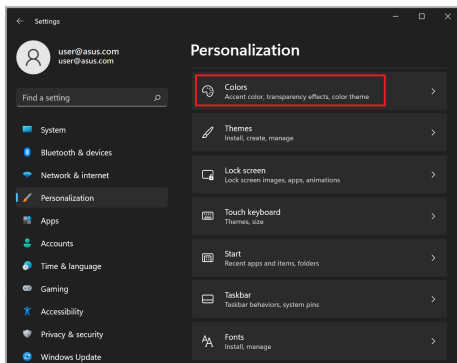 Settings
user@asus.com
user@asus.com
Find a setting
System
Bluetooth & devices
Network & internet
Personalization
Apps
Accounts
Time & language
Gaming
Accessibility
Privacy & security
Windows Update
Personalization
Colors
Accent color, transparency effects, color theme
Themes
Install, create, manage
Lock screen
Lock screen images, apps, animations
Touch keyboard
Themes, size
Start
Recent apps and items, folders
Taskbar
Taskbar behaviors, system pins
Fonts
Install, manage